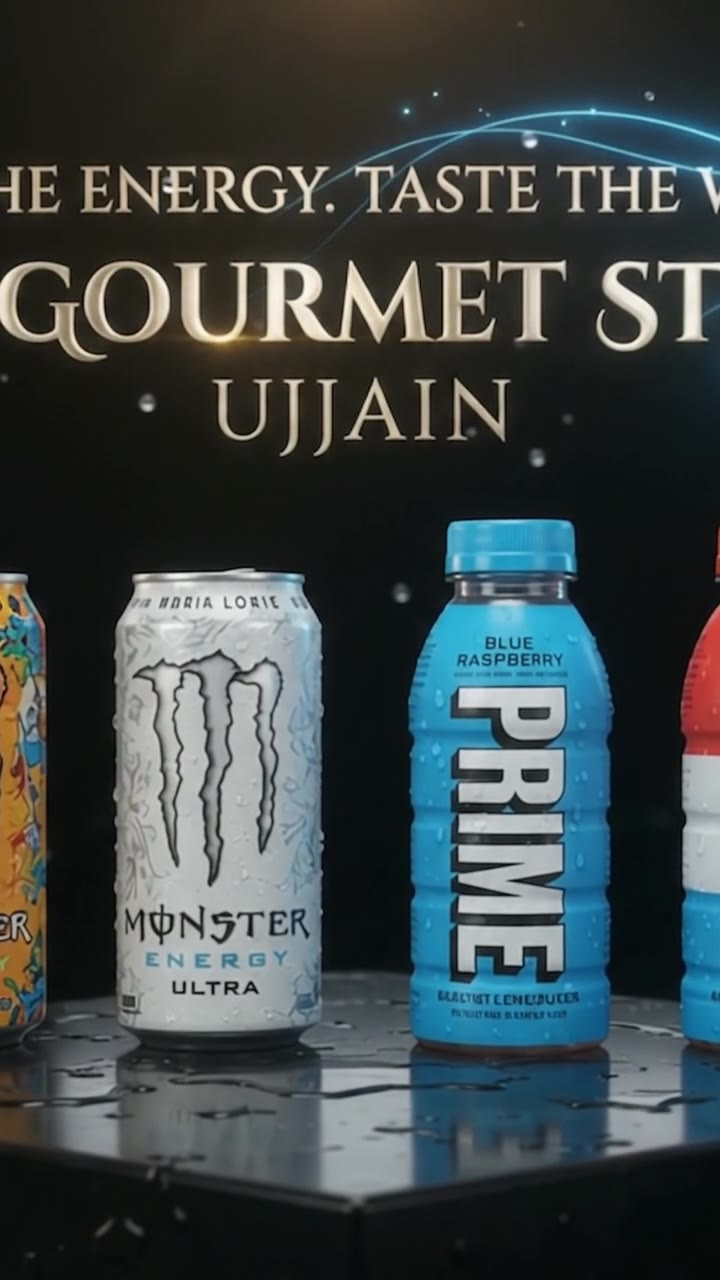 HE ENERGY. TASTE THE
GOURMET ST
UJJAIN
BLUE
RASPBERRY
PRIME
MONSTER
ENERGY
ULTRA
ER
Y